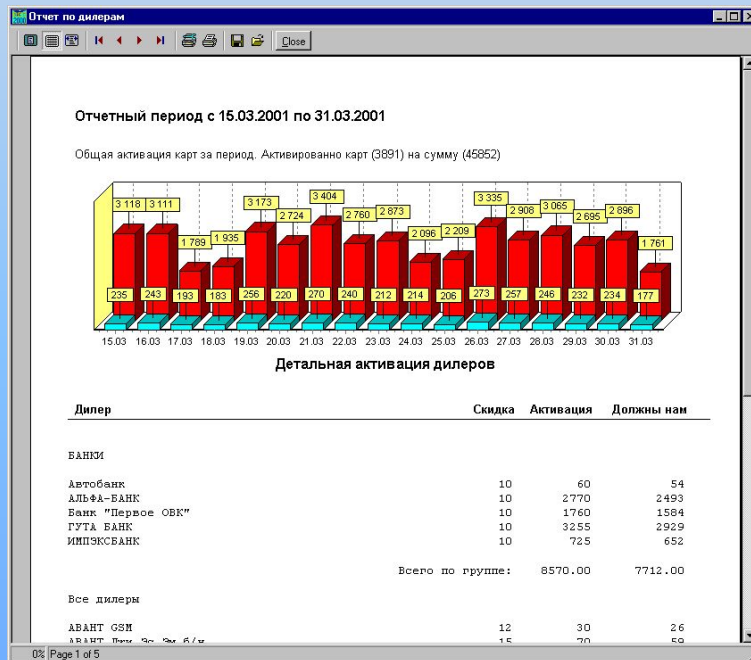 Отчет по дилерам
Close
Отчетный период с 15.03.2001 по 31.03.2001
Общая активация карт за период. Активированно карт (3891) на сумму (45852)
3 118 3 111 1 789 1 935 3 173 2 724 3 404 2 760 2 873 2 096 2 209 3 335 2 908 3 065 2 695 2 896 1 761
235 243 193 183 256 220 270 240 212 214 206 273 257 246 232 234 177
15.03 16.03 17.03 18.03 19.03 20.03 21.03 22.03 23.03 24.03 25.03 26.03 27.03 28.03 29.03 30.03 31.03
Детальная активация дилеров
Дилер Скидка Активация Должны нам
БАНКИ
Автобанк 10 60 54
АЛЬФА-БАНК 10 2770 2493
Банк "Первое ОВК" 10 1760 1584
ГУТА БАНК 10 3255 2929
ИМПЭКСБАНК 10 725 652
Всего по группе: 8570.00 7712.00
Все дилеры
АВАНТ GSM 12 30 26
АВАНТ Джи Эс Эм б/н 15 70 59
0% Page 1 of 5